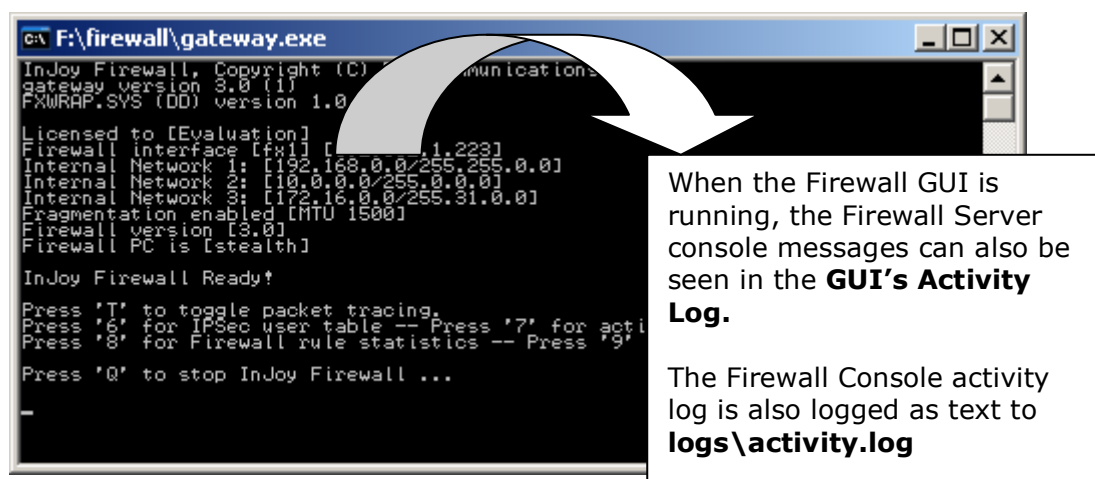 F:\firewall\gateway.exe
InJoy Firewall, Copyright (C)
gateway version 3.0 (1)
FXWRAP.SYS (DD) version 1.0
Licensed to [Evaluation]
Firewall interface [fx1] [ .1.223]
Internal Network 1: [192.168.0.0/255.255.0.0]
Internal Network 2: [10.0.0.0/255.0.0.0]
Internal Network 3: [172.16.0.0/255.31.0.0]
Fragmentation enabled [MTU 1500]
Firewall version [3.0]
Firewall PC is [stealth]
InJoy Firewall Ready!
Press 'T' to toggle packet tracing.
Press '6' for IPSec user table -- Press '7' for acti
Press '8' for Firewall rule statistics -- Press '9'
Press 'Q' to stop InJoy Firewall ...
When the Firewall GUI is
running, the Firewall Server
console messages can also be
seen in the GUI’s Activity
Log.
The Firewall Console activity
log is also logged as text to
logs\activity.log